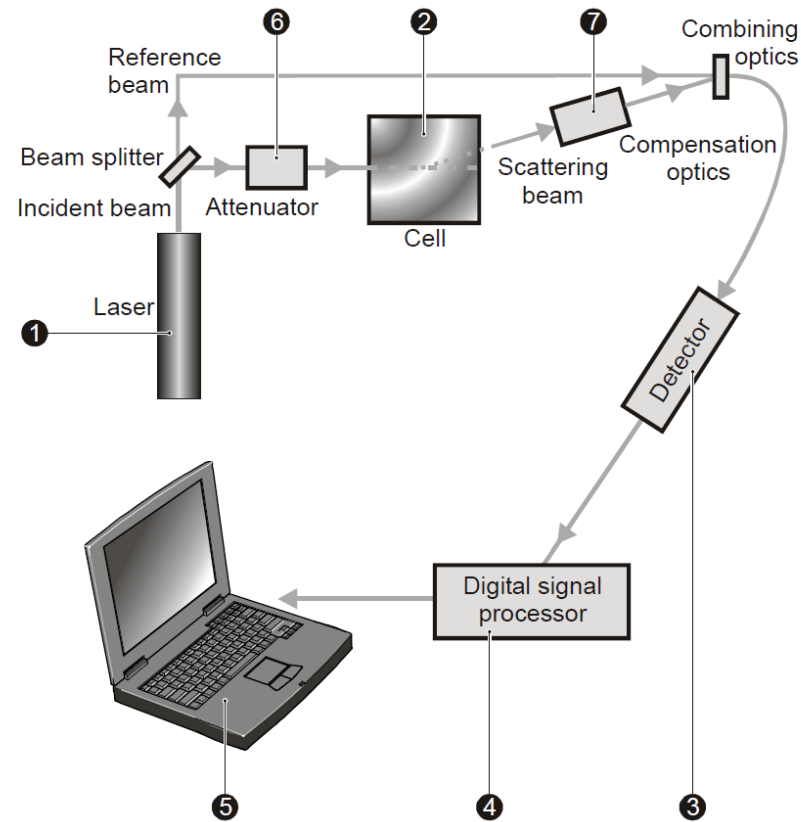 6
2
7
Combining
optics
Reference
beam
Beam splitter
Incident beam
Attenuator
Cell
Scattering
beam
Compensation
optics
Laser
1
Detector
Digital signal
processor
5
4
3